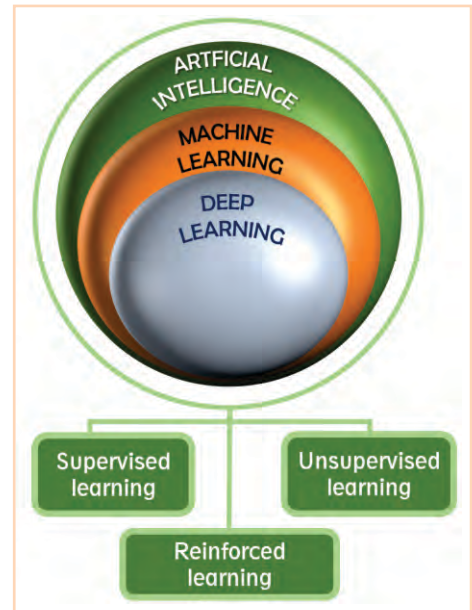 ARTFICIAL
INTELLIGENCE
MACHINE
LEARNING
DEEP
LEARNING
Supervised
learning
Unsupervised
learning
Reinforced
learning